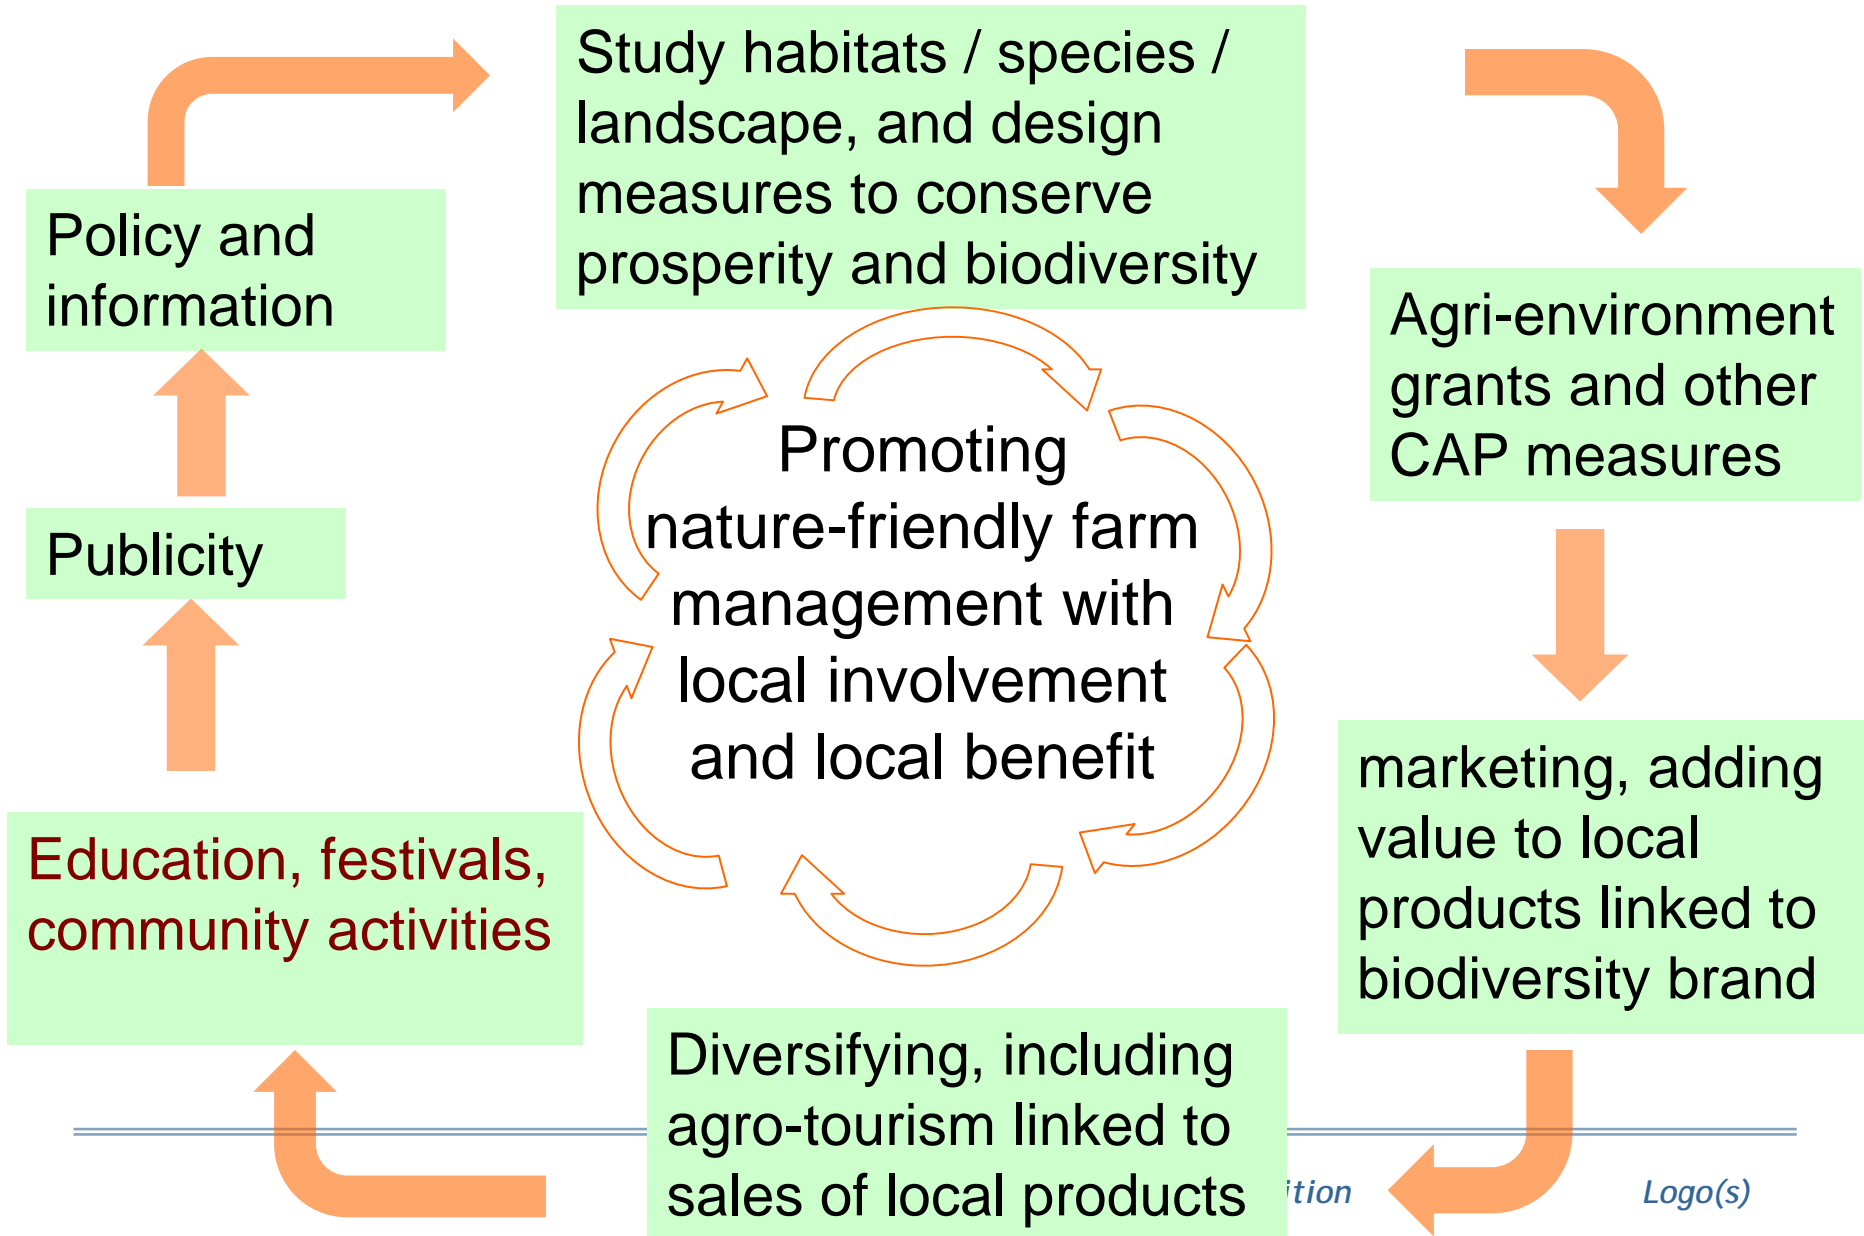 Study habitats / species /
landscape, and design
measures to conserve
prosperity and biodiversity
Agri-environment
grants and other
CAP measures
marketing, adding
value to local
products linked to
biodiversity brand
Diversifying, including
agro-tourism linked to
sales of local products
Education, festivals,
community activities
Publicity
Policy and
information
Promoting
nature-friendly farm
management with
local involvement
and local benefit
Logo(s)